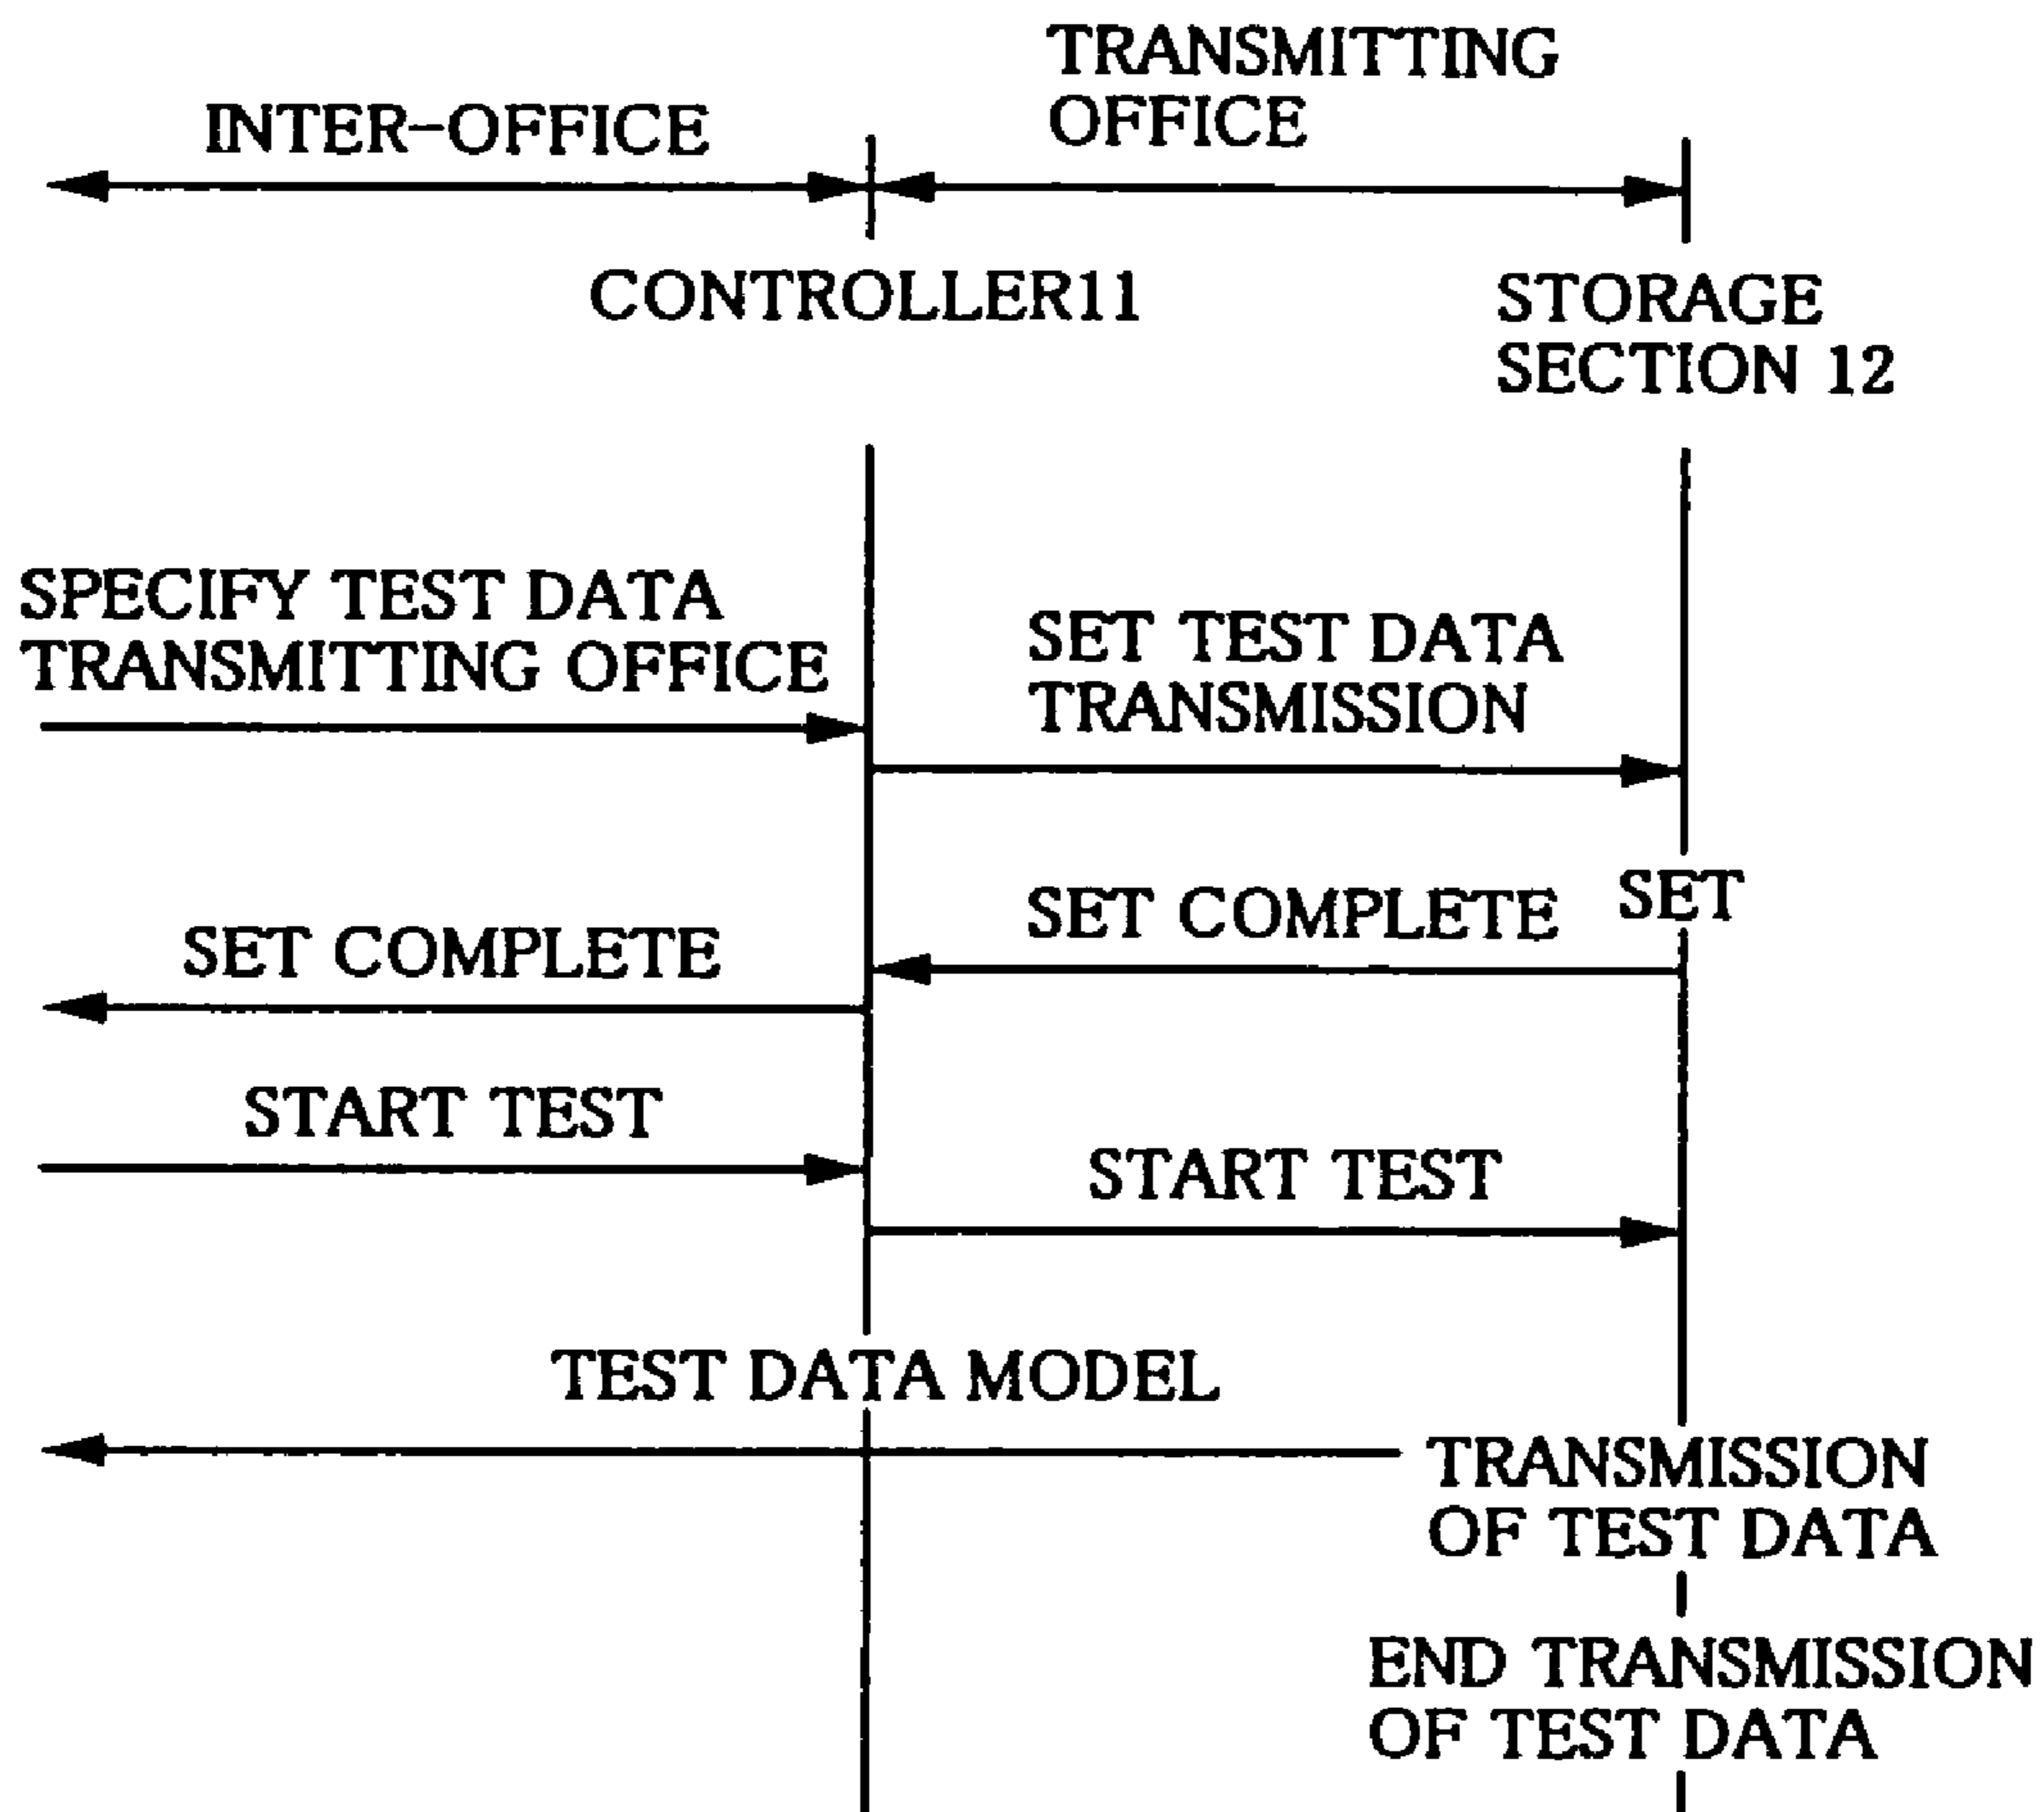 TRANSMITTING
OFFICE
INTER-OFFICE
CONTROLLER11
STORAGE
SECTION 12
SPECIFY TEST DATA
TRANSMITTING OFFICE
SET TEST DATA
TRANSMISSION
SET
SET COMPLETE
SET COMPLETE
START TEST
START TEST
TEST DATA MODEL
TRANSMISSION
OF TEST DATA
END TRANSMISSION
OF TEST DATA